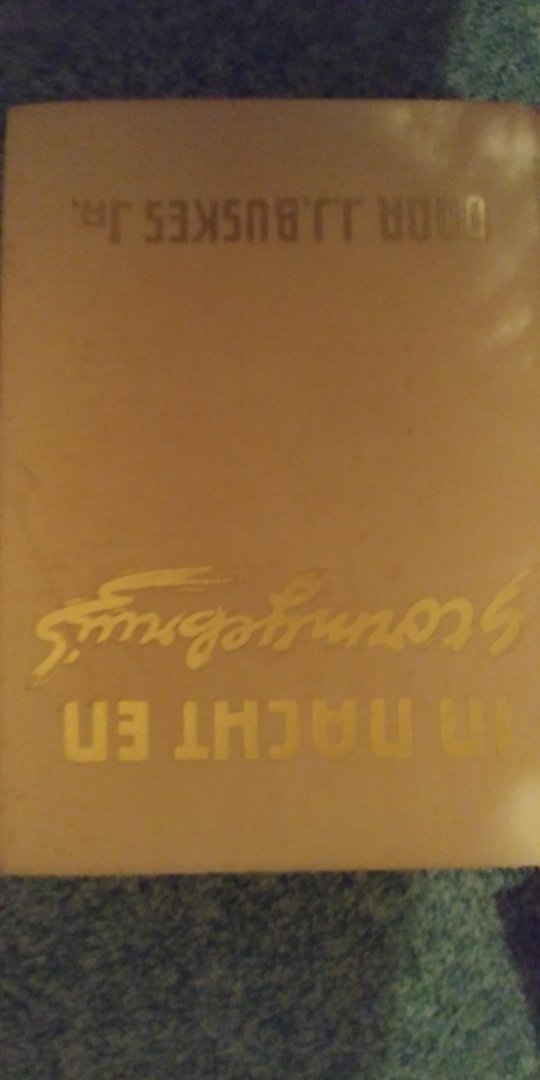 IN NACHT EN
Stormgebruis
DOOR J.J. BUSKES Jr.